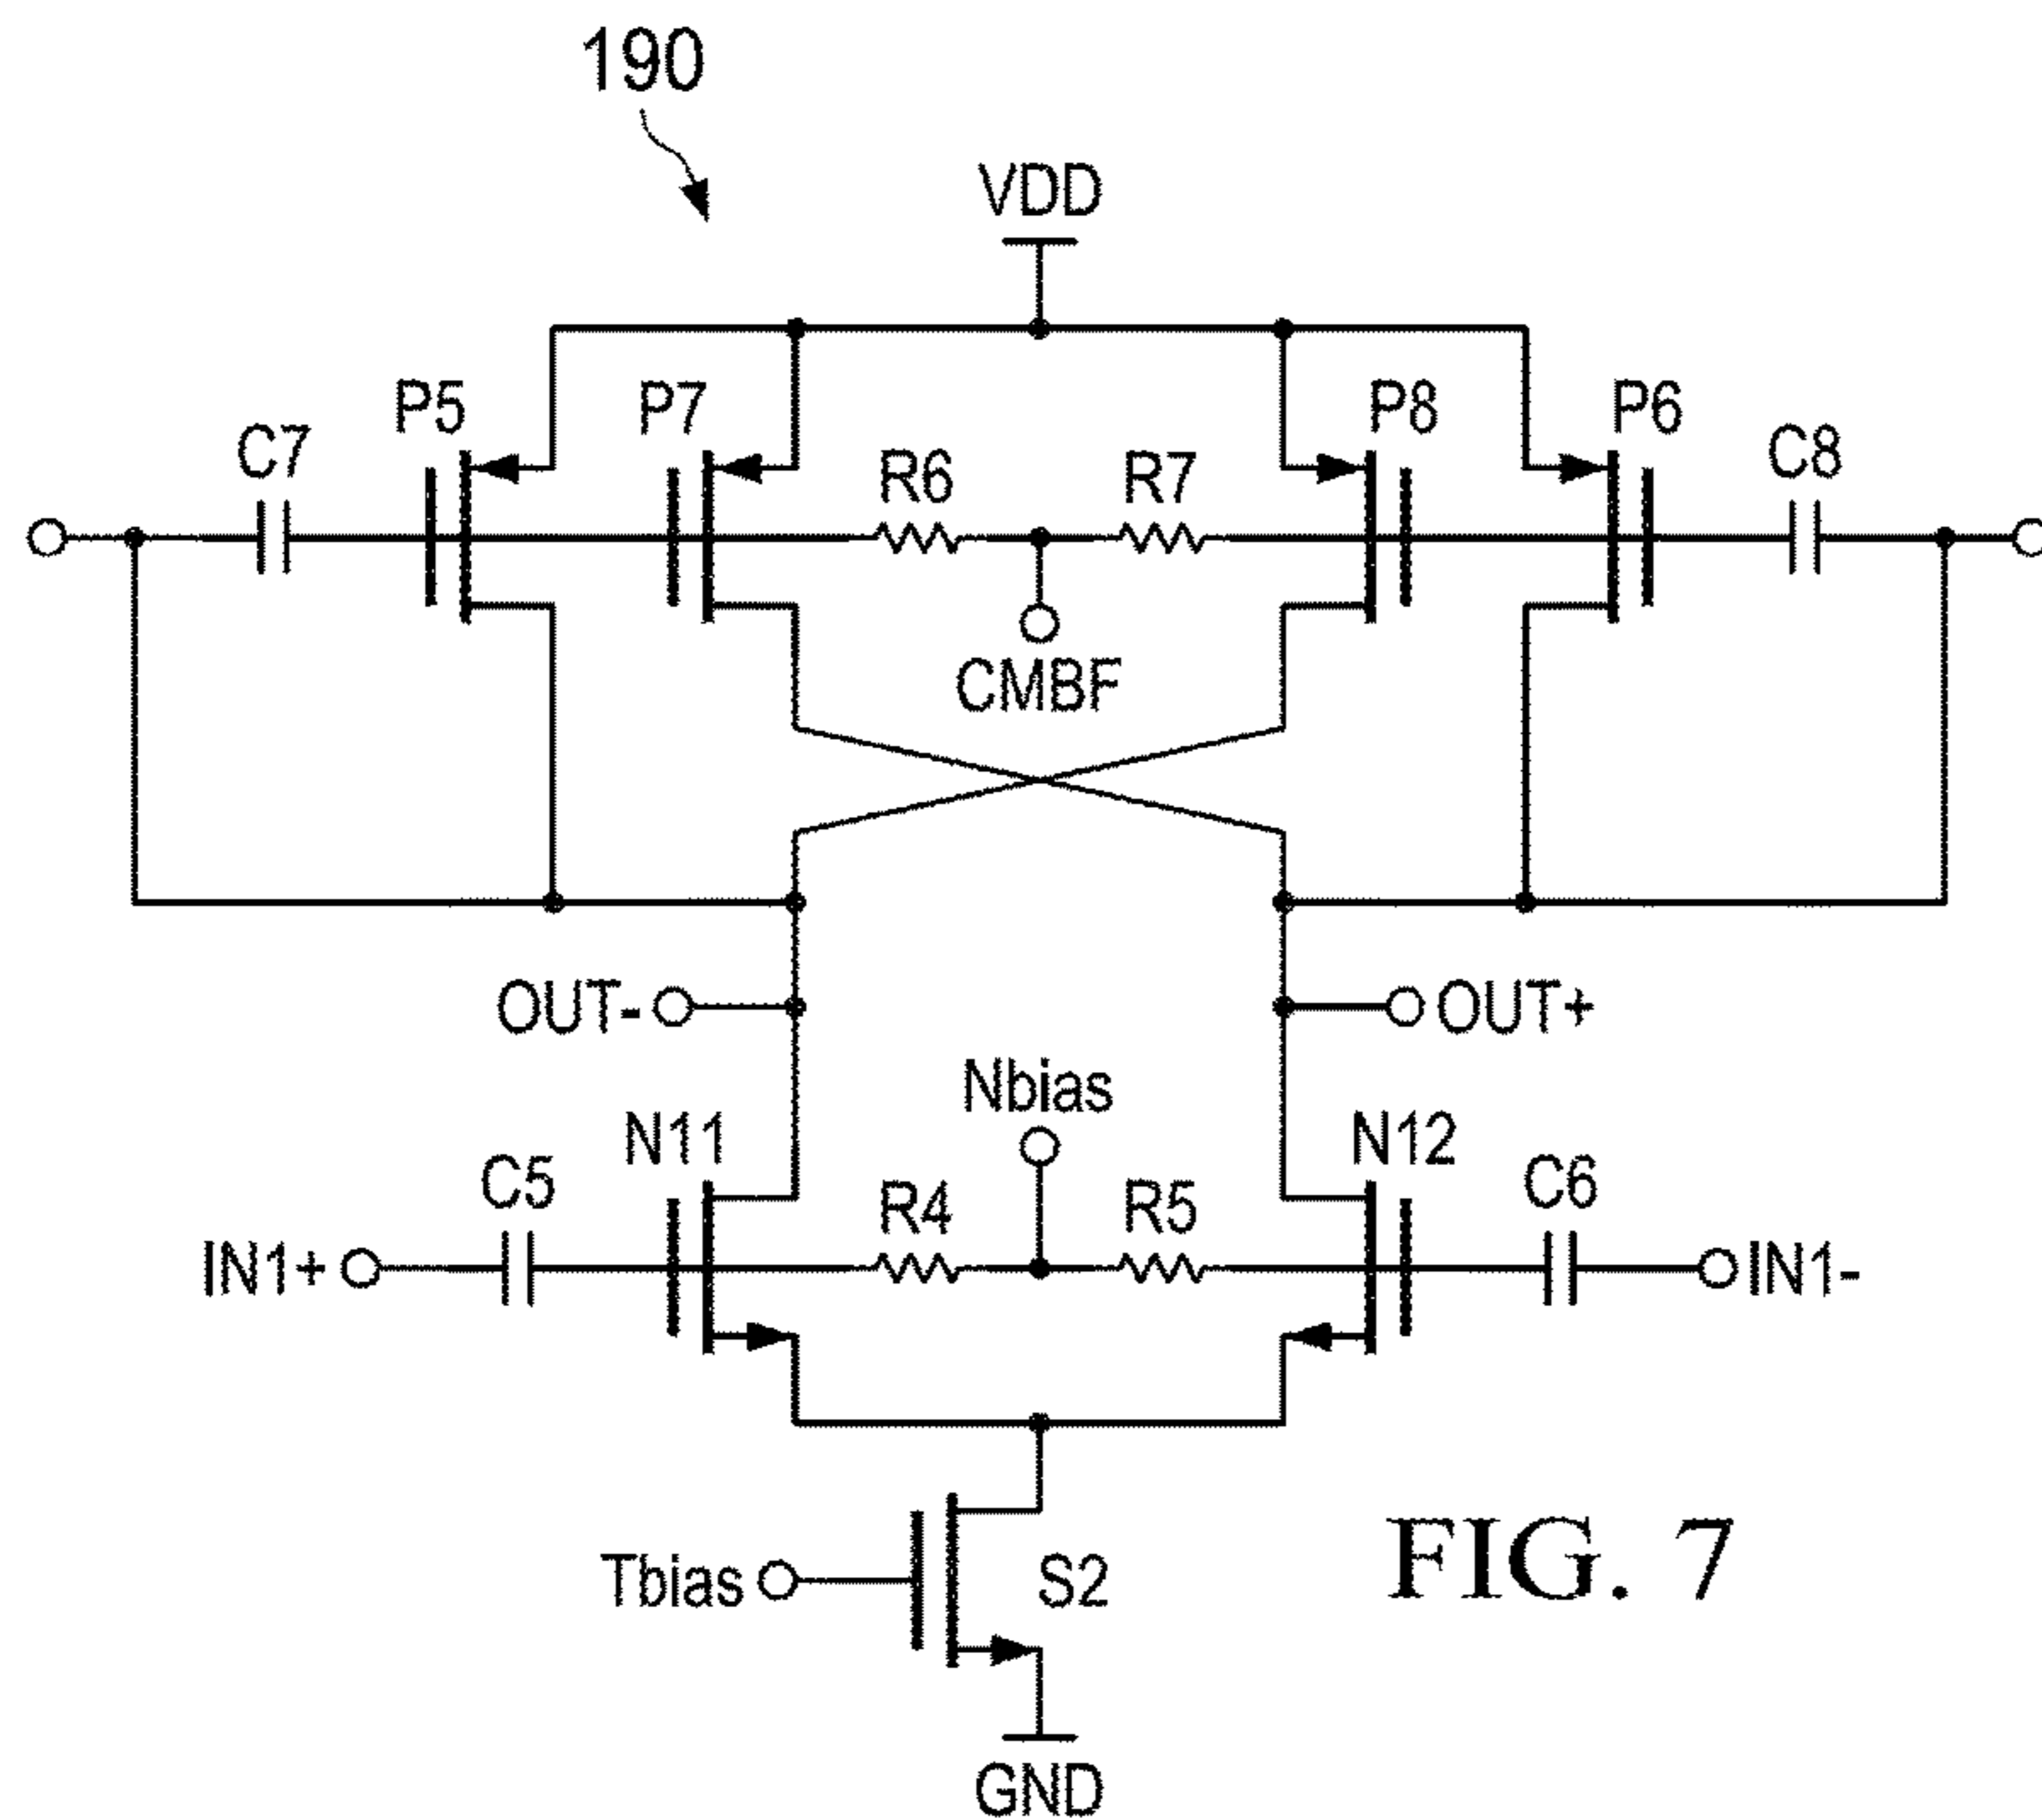 190
VDD
P5
P7
P8
P6
C7
R6
R7
C8
CMBF
OUT-
OUT+
Nbias
N11
N12
C5
R4
R5
C6
IN1+
IN1-
Tbias
S2
FIG. 7
GND